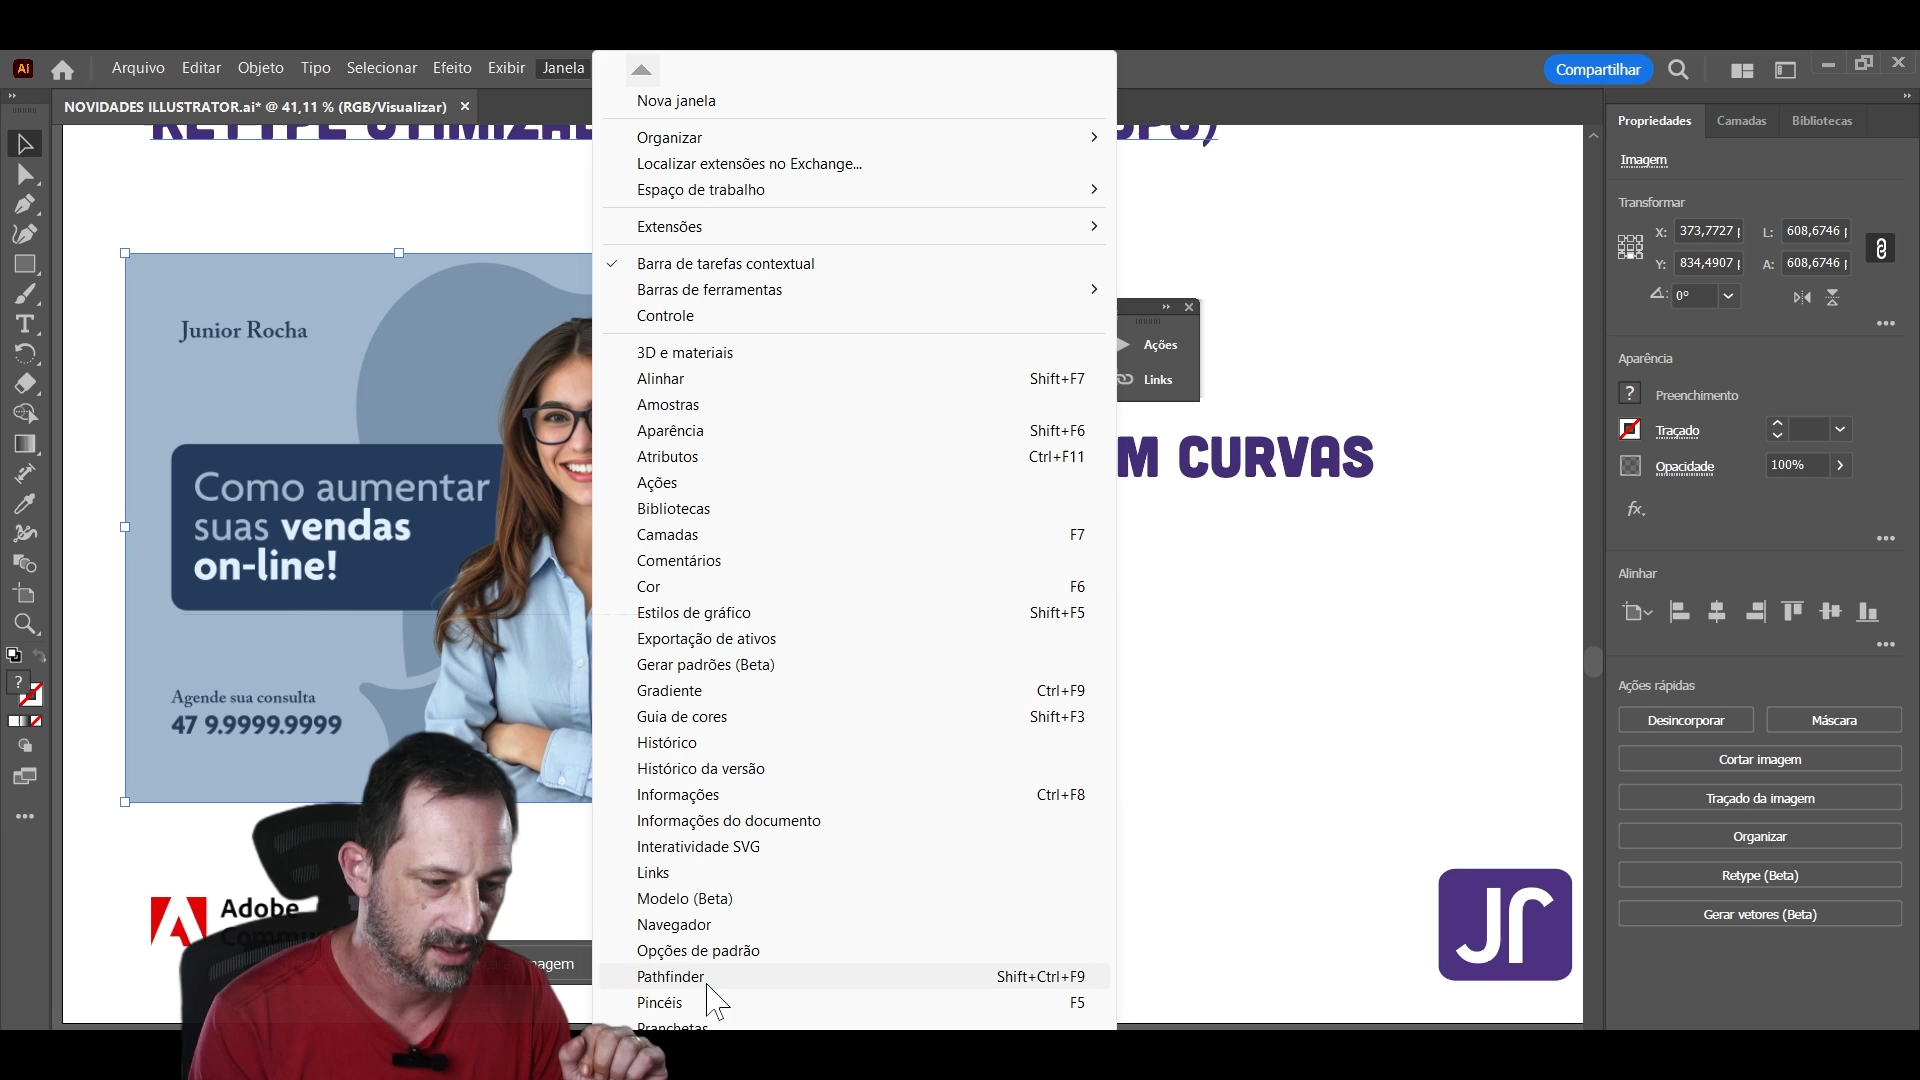 Ai
Arquivo Editar Objeto Tipo Selecionar Efeito Exibir Janela
Compartilhar
NOVIDADES ILLUSTRATOR.ai* @ 41,11 % (RGB/Visualizar)
Junior Rocha
Como aumentar
suas vendas
on-line!
Agende sua consulta
47 9.9999.9999
Adobe
Nova janela
Organizar
Localizar extensões no Exchange...
Espaço de trabalho
Extensões
Barra de tarefas contextual
Barras de ferramentas
Controle
3D e materiais
Alinhar Shift+F7
Amostras
Aparência Shift+F6
Atributos Ctrl+F11
Ações
Bibliotecas
Camadas F7
Comentários
Cor F6
Estilos de gráfico Shift+F5
Exportação de ativos
Gerar padrões (Beta)
Gradiente Ctrl+F9
Guia de cores Shift+F3
Histórico
Histórico da versão
Informações Ctrl+F8
Informações do documento
Interatividade SVG
Links
Modelo (Beta)
Navegador
Opções de padrão
Pathfinder Shift+Ctrl+F9
Pincéis F5
Pranchetas
Ações
Links
M CURVAS
Jr
Propriedades Camadas Bibliotecas
Imagem
Transformar
X: 373,7727 L: 608,6746
Y: 834,4907 A: 608,6746
0°
Aparência
? Preenchimento
Traçado
Opacidade 100%
fx.
Alinhar
Ações rápidas
Desincorporar Máscara
Cortar imagem
Traçado da imagem
Organizar
Retype (Beta)
Gerar vetores (Beta)